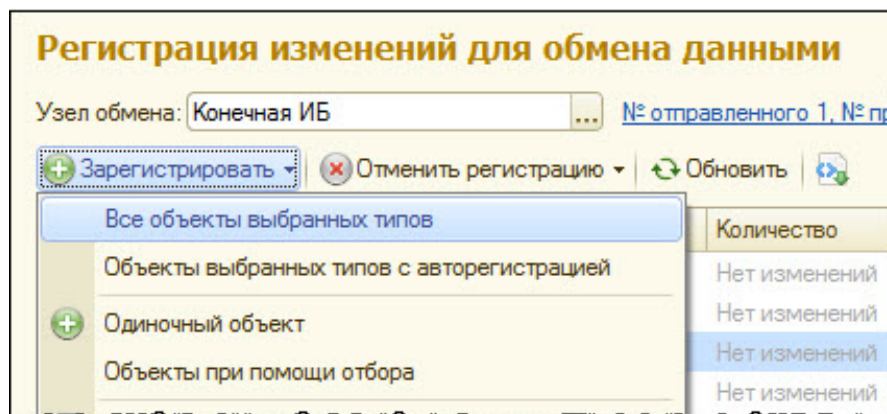 Регистрация изменений для обмена данными
Узел обмена: Конечная ИБ ... № отправленного 1, № пр
Зарегистрировать Отменить регистрацию Обновить
Все объекты выбранных типов
Количество
Объекты выбранных типов с авторегистрацией
Нет изменений
Одиночный объект
Нет изменений
Нет изменений
Объекты при помощи отбора
Нет изменений